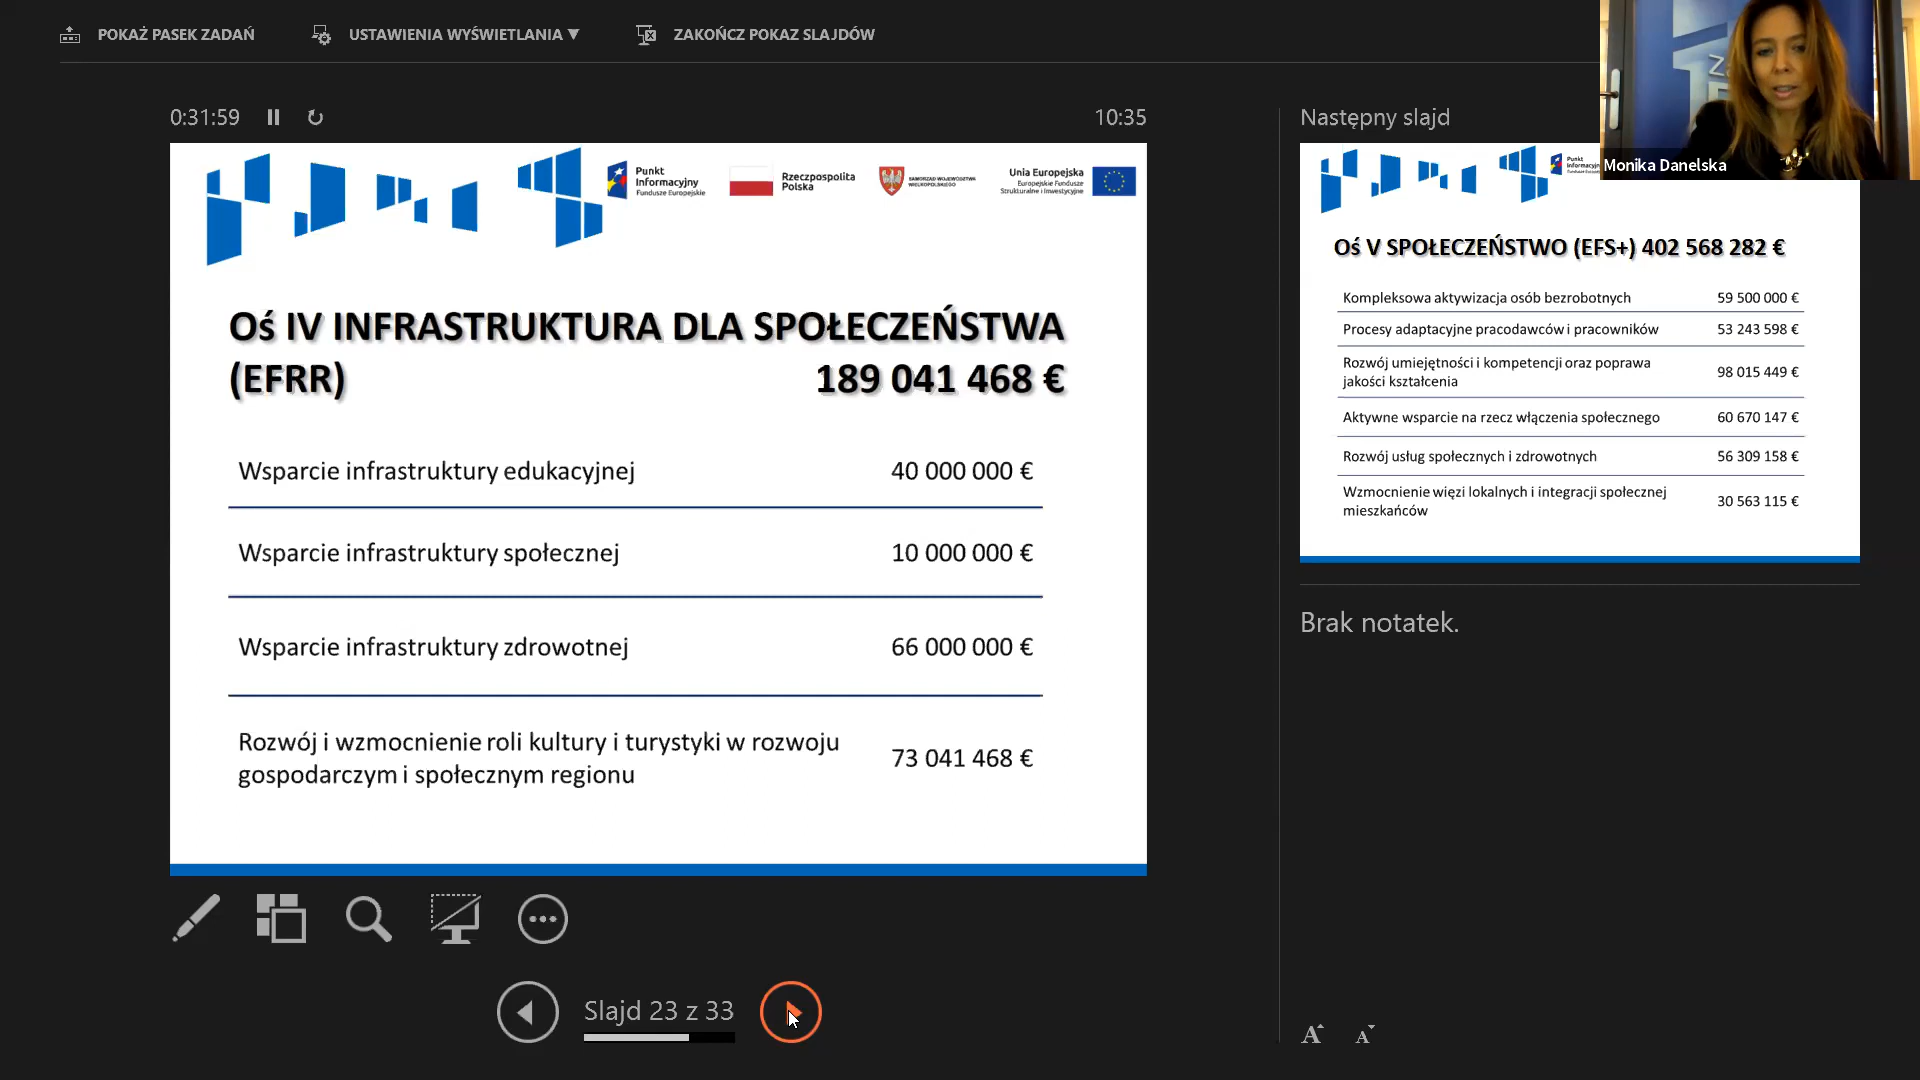 POKAŻ PASEK ZADAŃ
USTAWIENIA WYŚWIETLANIA ▼
ZAKOŃCZ POKAZ SLAJDÓW
0:31:59
10:35
Punkt
Informacyjny
Fundusze Europejskie
Rzeczpospolita
Polska
SAMORZĄD WOJEWÓDZTWA
WIELKOPOLSKIEGO
Unia Europejska
Europejskie Fundusze
Strukturalne i Inwestycyjne
Oś IV INFRASTRUKTURA DLA SPOŁECZEŃSTWA
(EFRR) 189 041 468 €
Wsparcie infrastruktury edukacyjnej 40 000 000 €
Wsparcie infrastruktury społecznej 10 000 000 €
Wsparcie infrastruktury zdrowotnej 66 000 000 €
Rozwój i wzmocnienie roli kultury i turystyki w rozwoju
gospodarczym i społecznym regionu 73 041 468 €
Slajd 23 z 33
Następny slajd
Monika Danelska
Punkt
Oś V SPOŁECZEŃSTWO (EFS+) 402 568 282 €
Kompleksowa aktywizacja osób bezrobotnych 59 500 000 €
Procesy adaptacyjne pracodawców i pracowników 53 243 598 €
Rozwój umiejętności i kompetencji oraz poprawa
jakości kształcenia 98 015 449 €
Aktywne wsparcie na rzecz włączenia społecznego 60 670 147 €
Rozwój usług społecznych i zdrowotnych 56 309 158 €
Wzmocnienie więzi lokalnych i integracji społecznej
mieszkańców 30 563 115 €
Brak notatek.
A A